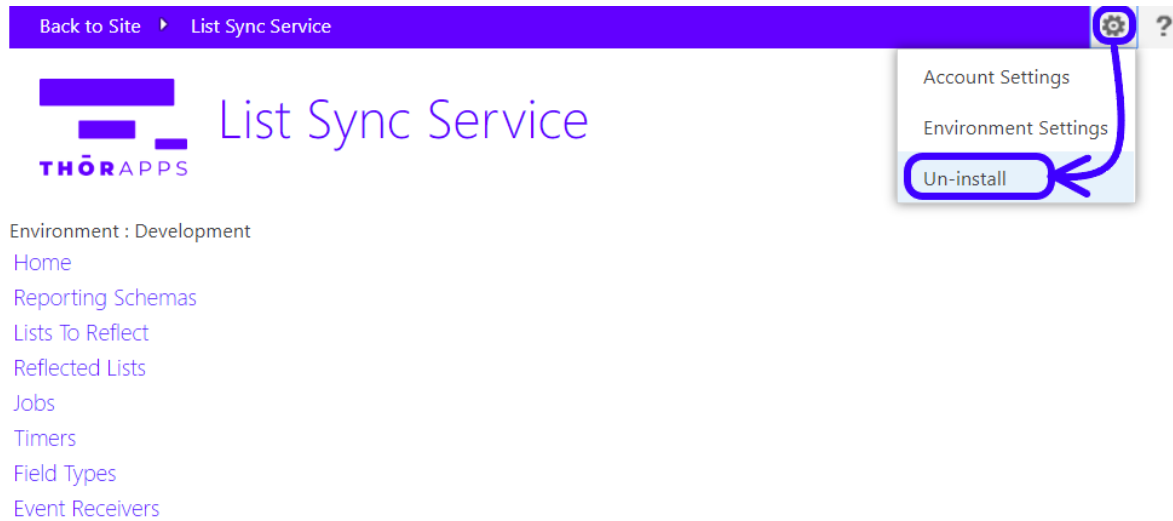 Back to Site List Sync Service
?
Account Settings
Environment Settings
Un-install
THŌRAPPS
List Sync Service
Environment : Development
Home
Reporting Schemas
Lists To Reflect
Reflected Lists
Jobs
Timers
Field Types
Event Receivers